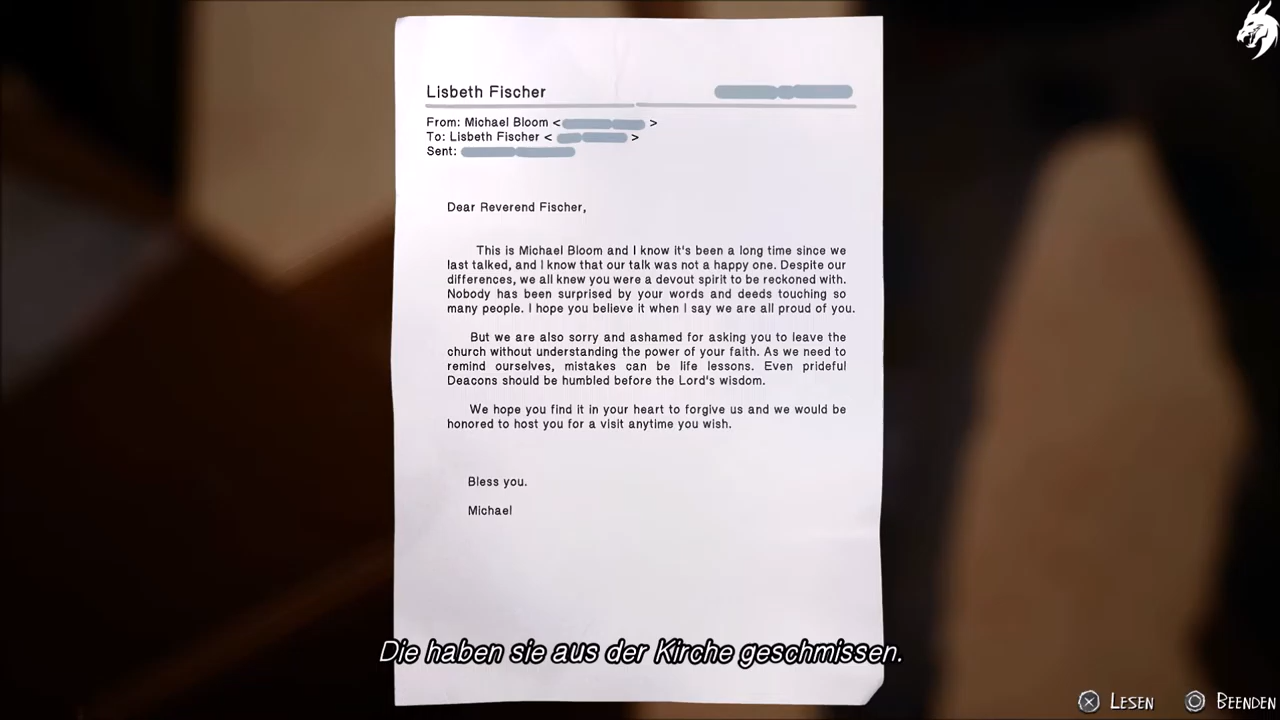 Lisbeth Fischer
From: Michael Bloom < >
To: Lisbeth Fischer < >
Sent:
Dear Reverend Fischer,
This is Michael Bloom and I know it's been a long time since we
last talked, and I know that our talk was not a happy one. Despite our
differences, we all knew you were a devout spirit to be reckoned with.
Nobody has been surprised by your words and deeds touching so
many people. I hope you believe it when I say we are all proud of you.
But we are also sorry and ashamed for asking you to leave the
church without understanding the power of your faith. As we need to
remind ourselves, mistakes can be life lessons. Even prideful
Deacons should be humbled before the Lord's wisdom.
We hope you find it in your heart to forgive us and we would be
honored to host you for a visit anytime you wish.
Bless you.
Michael
Die haben sie aus der Kirche geschmissen.
LESEN BEENDEN